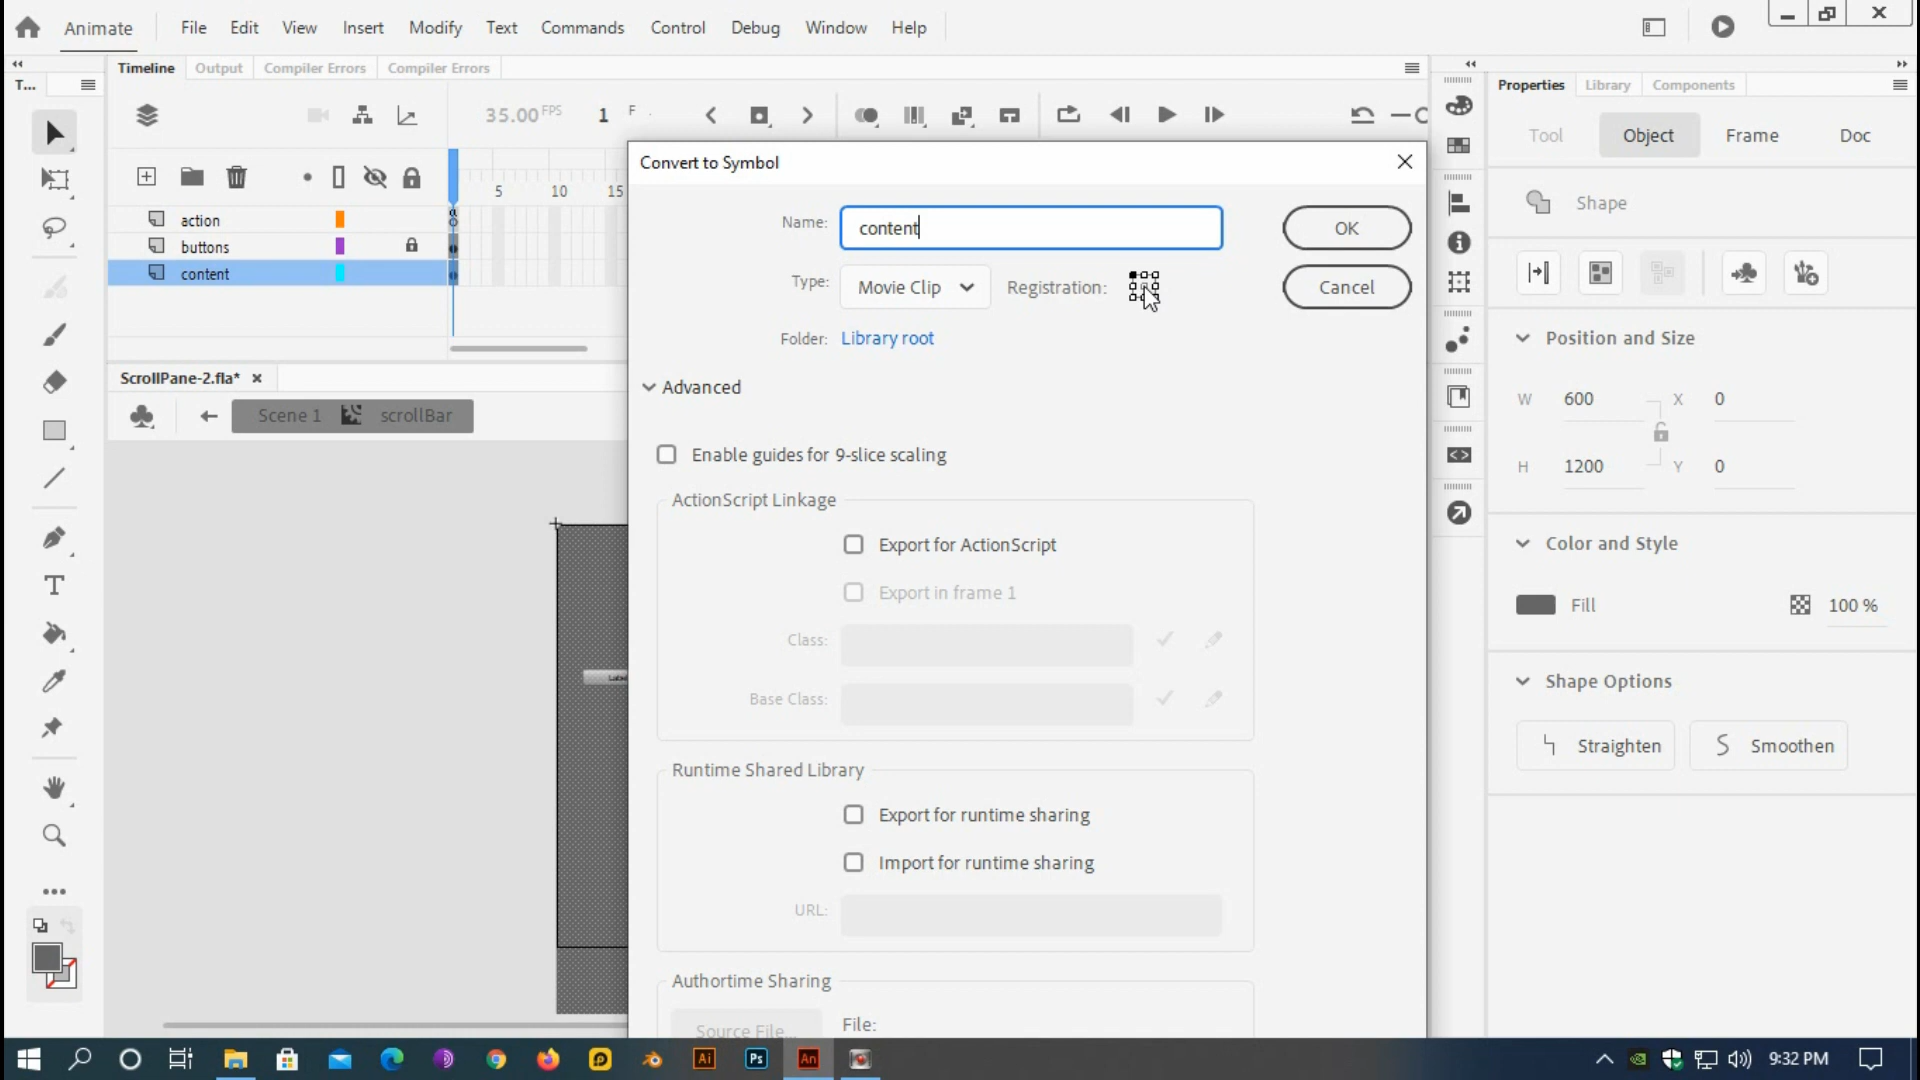 Animate
File Edit View Insert Modify Text Commands Control Debug Window Help
T...
Timeline Output Compiler Errors Compiler Errors
Properties Library Components
35.00 FPS 1 F
Tool Object Frame Doc
Convert to Symbol
5 10 15
action
buttons
content
Name: content
OK
Shape
Type: Movie Clip Registration:
Cancel
Folder: Library root
Position and Size
ScrollPane-2.fla*
Advanced
W 600 X 0
Scene 1 scrollBar
Enable guides for 9-slice scaling
H 1200 Y 0
ActionScript Linkage
Export for ActionScript
Color and Style
Export in frame 1
Fill 100 %
Class:
Label
Base Class:
Shape Options
Straighten Smoothen
Runtime Shared Library
Export for runtime sharing
Import for runtime sharing
URL:
Authortime Sharing
Source File... File:
Ai Ps An
9:32 PM